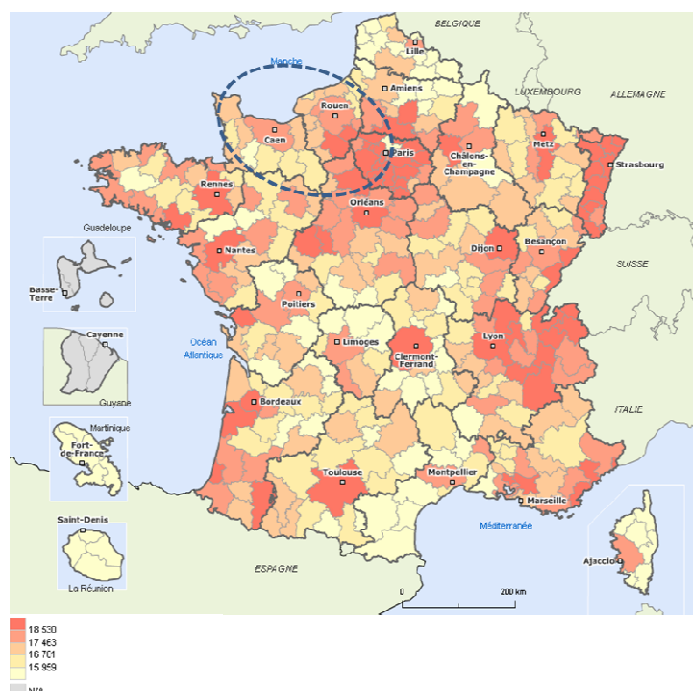 BELGIQUE
Lille
Manche
Amiens
LUXEMBOURG
ALLEMAGNE
Rouen
Caen
Paris
Châlons-
en-
Champagne
Metz
Strasbourg
Rennes
Orléans
Guadeloupe
Nantes
Dijon
Besançon
SUISSE
Basse-
Terre
Poitiers
Cayenne
Océan
Atlantique
Limoges
Clermont-
Ferrand
Lyon
Guyane
Bordeaux
ITALIE
Martinique
Fort-
de-France
Toulouse
Montpellier
Marseille
Saint-Denis
Méditerranée
La Réunion
ESPAGNE
Ajaccio
0
200 km
18 530
17 463
16 701
15 959